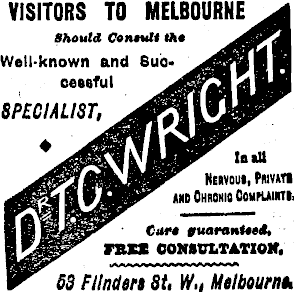 VISITORS TO MELBOURNE
Should Consult the
Well-known and Suc-
cessful
SPECIALIST,
DR. T. C. WRIGHT.
In all
NERVOUS, PRIVATE
AND CHRONIC COMPLAINTS.
Cure guaranteed,
FREE CONSULTATION,
53 Flinders St. W., Melbourne.